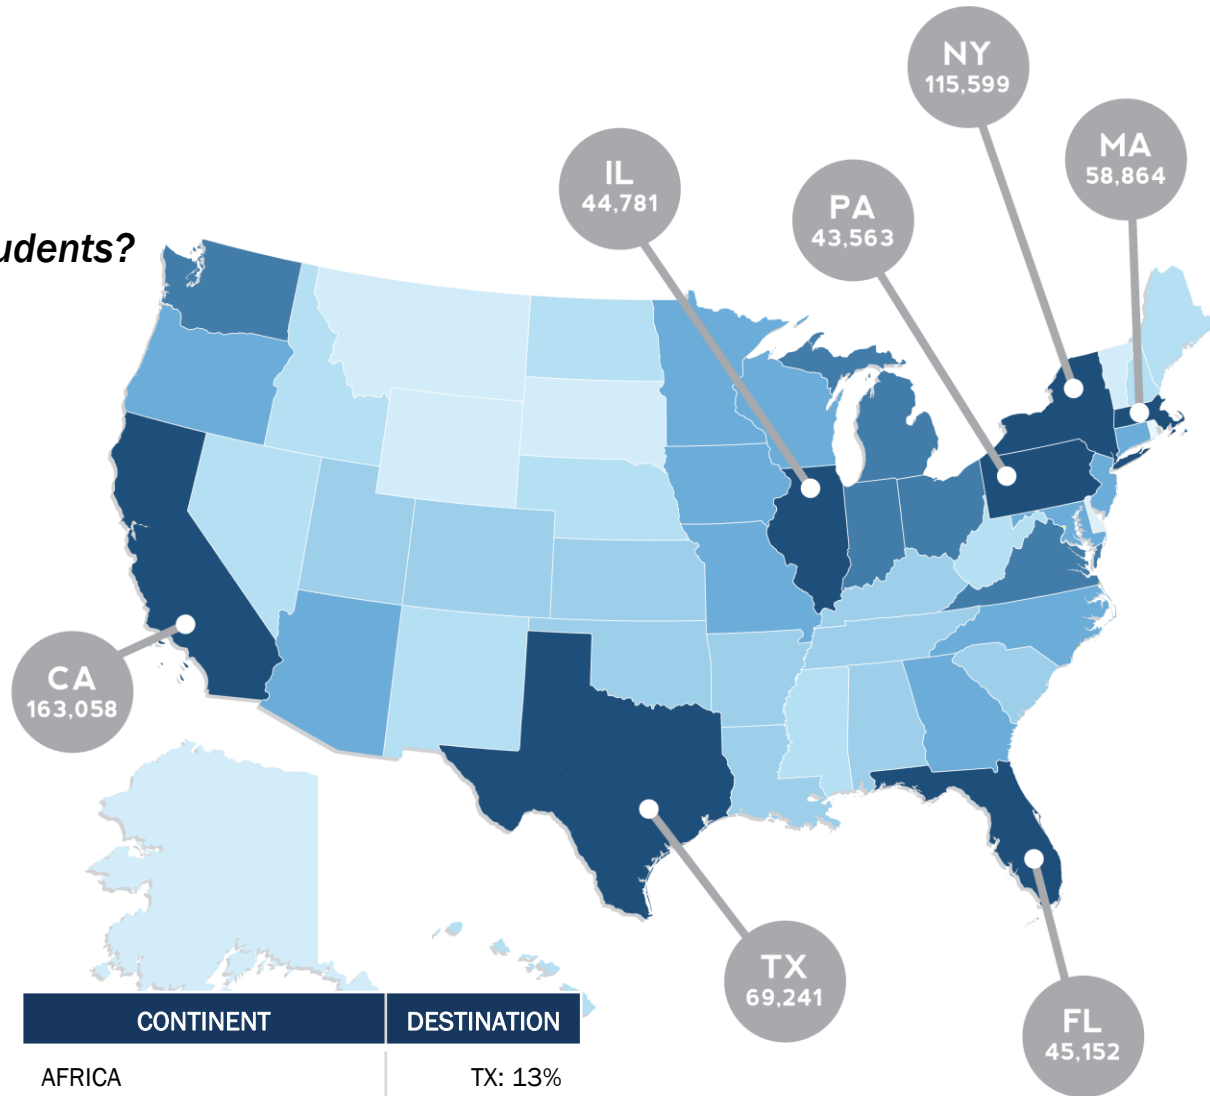 NY
115,599
MA
58,864
IL
44,781
PA
43,563
udents?
CA
163,058
TX
69,241
FL
45,152
CONTINENT DESTINATION
AFRICA TX: 13%